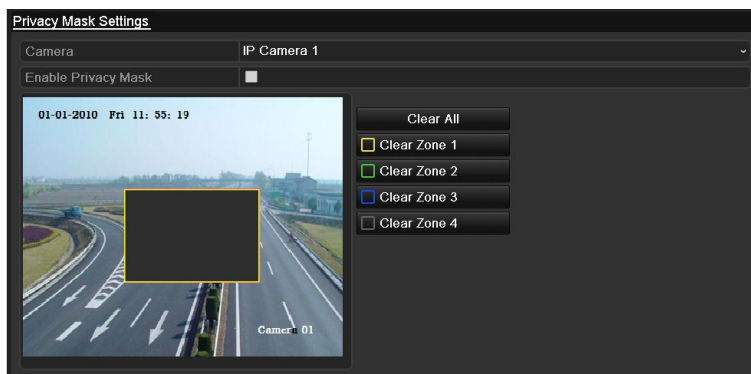 Privacy Mask Settings
Camera IP Camera 1
Enable Privacy Mask
01-01-2010 Fri 11: 55: 19
Clear All
Clear Zone 1
Clear Zone 2
Clear Zone 3
Clear Zone 4
Camera 01